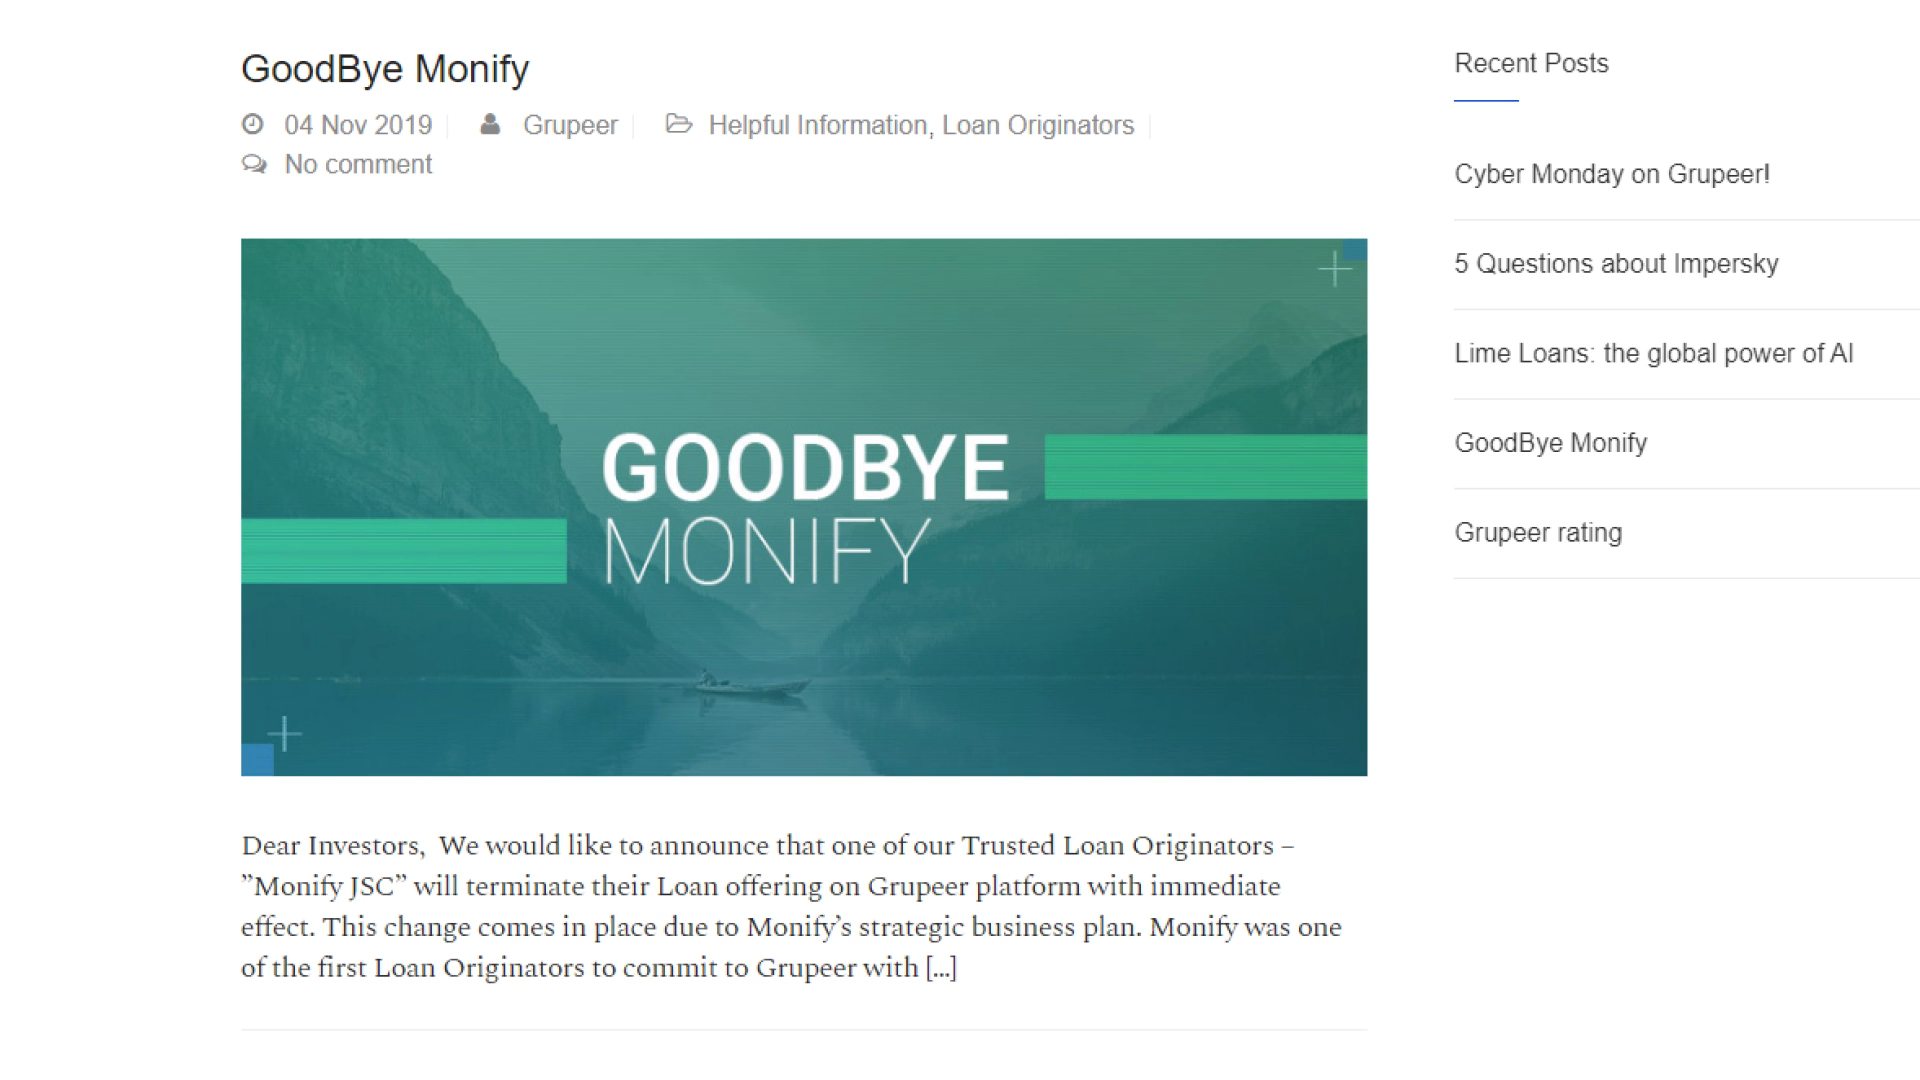 GoodBye Monify
04 Nov 2019 Grupeer Helpful Information, Loan Originators
No comment
GOODBYE
MONIFY
Dear Investors,  We would like to announce that one of our Trusted Loan Originators –
”Monify JSC” will terminate their Loan offering on Grupeer platform with immediate
effect. This change comes in place due to Monify’s strategic business plan. Monify was one
of the first Loan Originators to commit to Grupeer with [...]
Recent Posts
Cyber Monday on Grupeer!
5 Questions about Impersky
Lime Loans: the global power of AI
GoodBye Monify
Grupeer rating